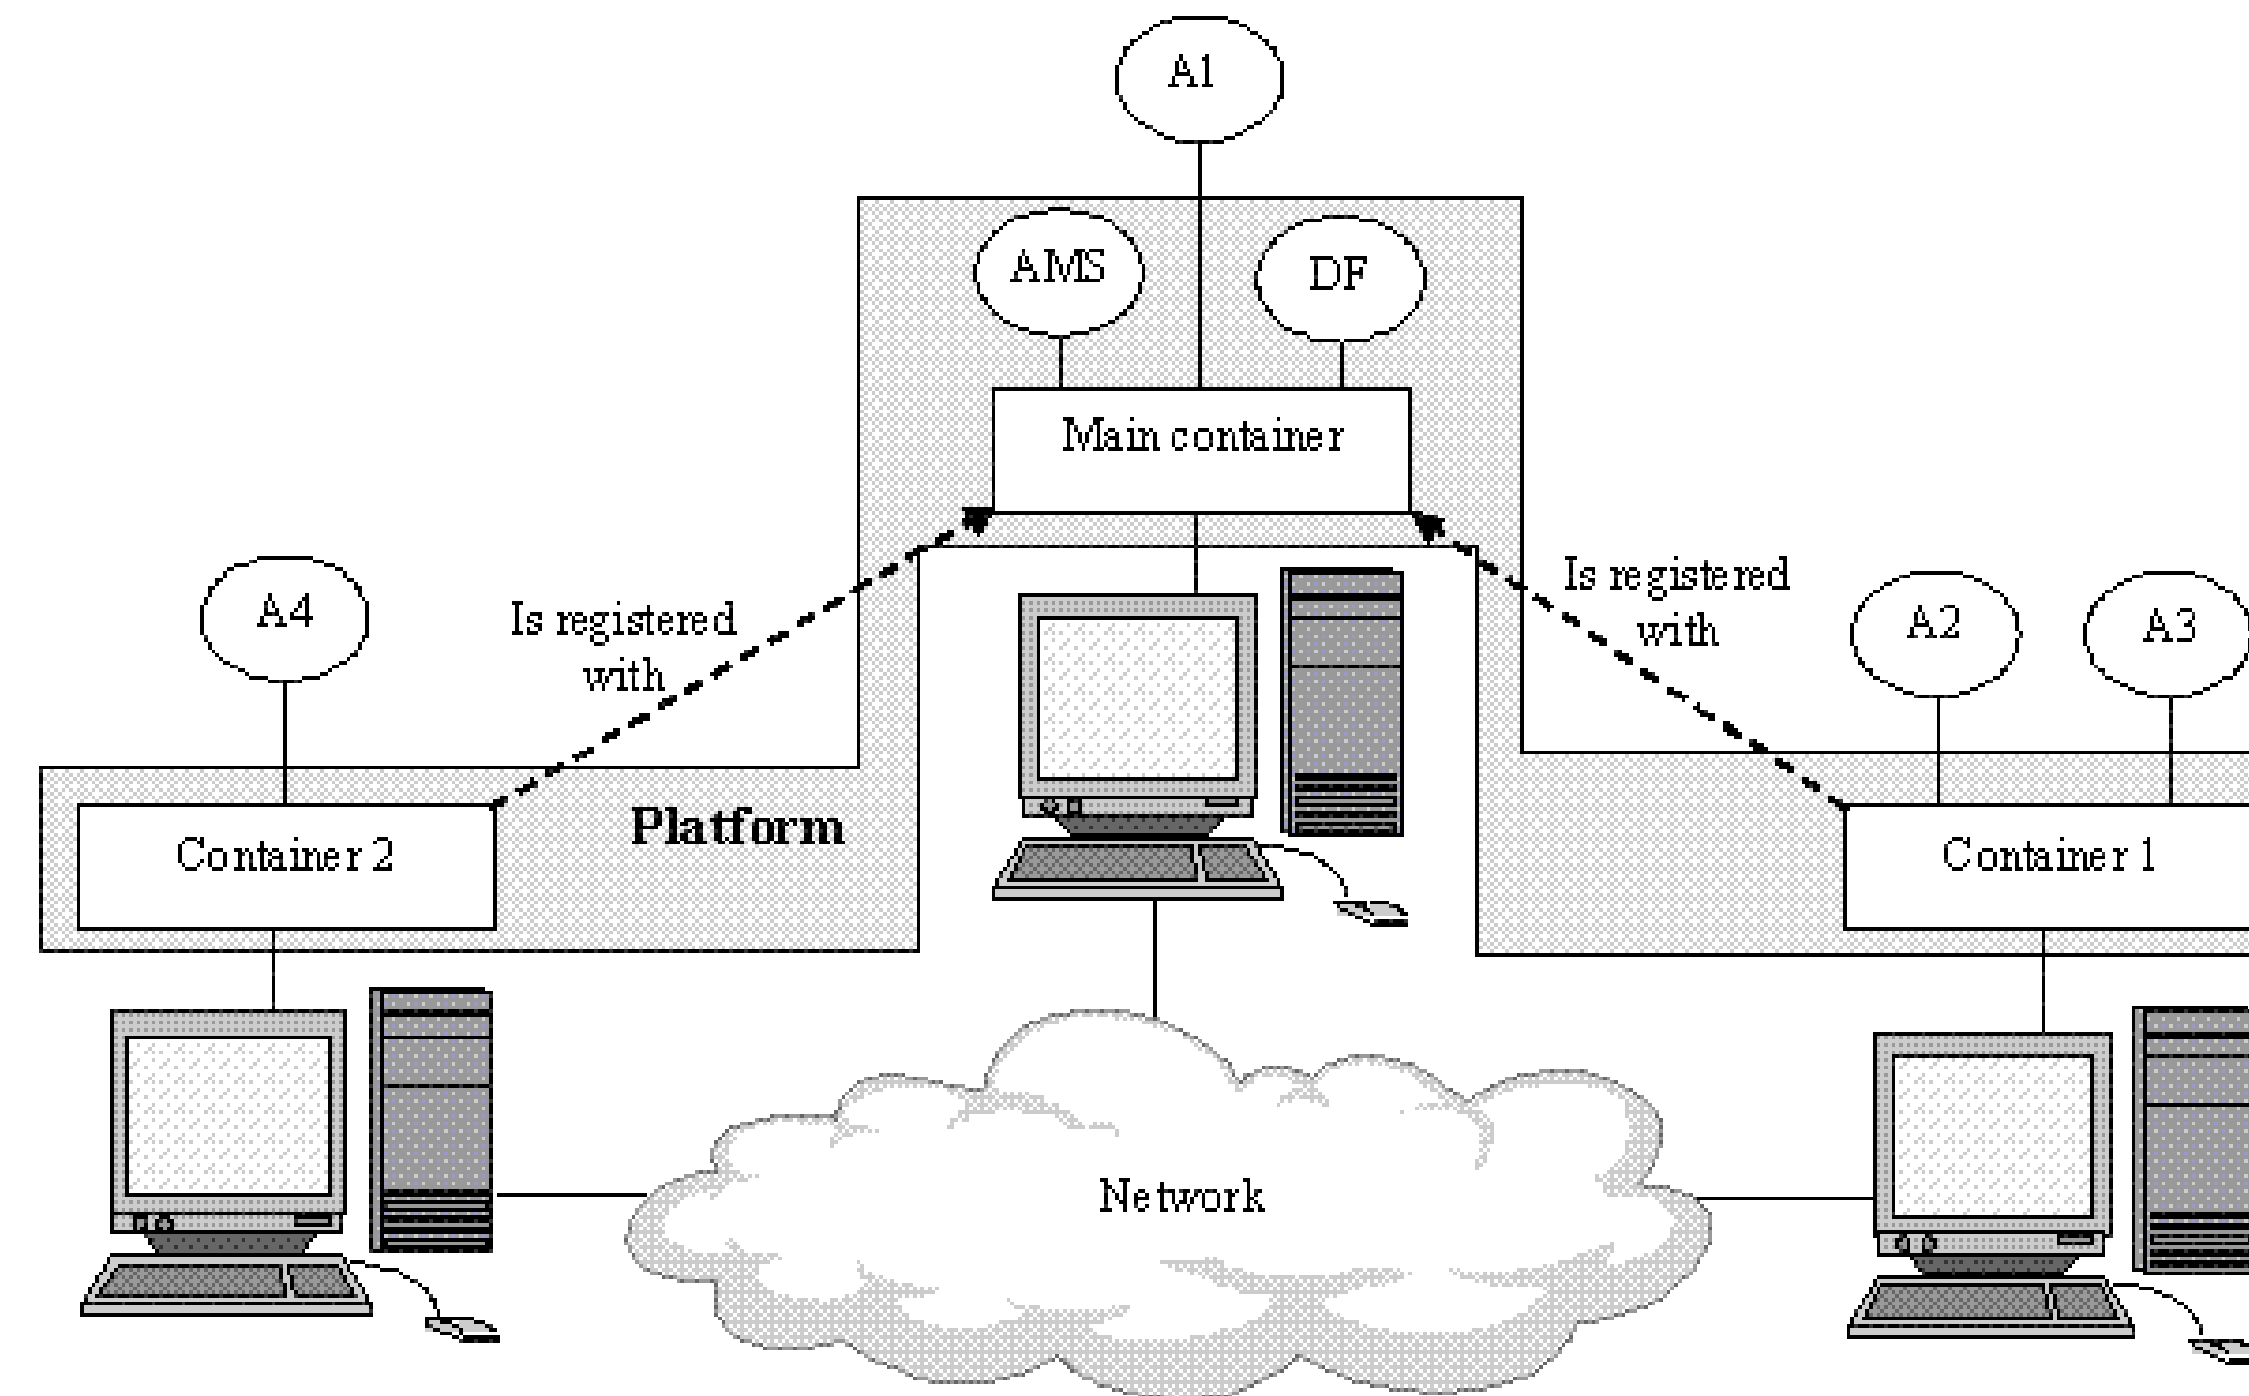 A1
AMS
DF
Main container
A4
Is registered
with
Is registered
with
A2
A3
Container 2
Platform
Container 1
Network